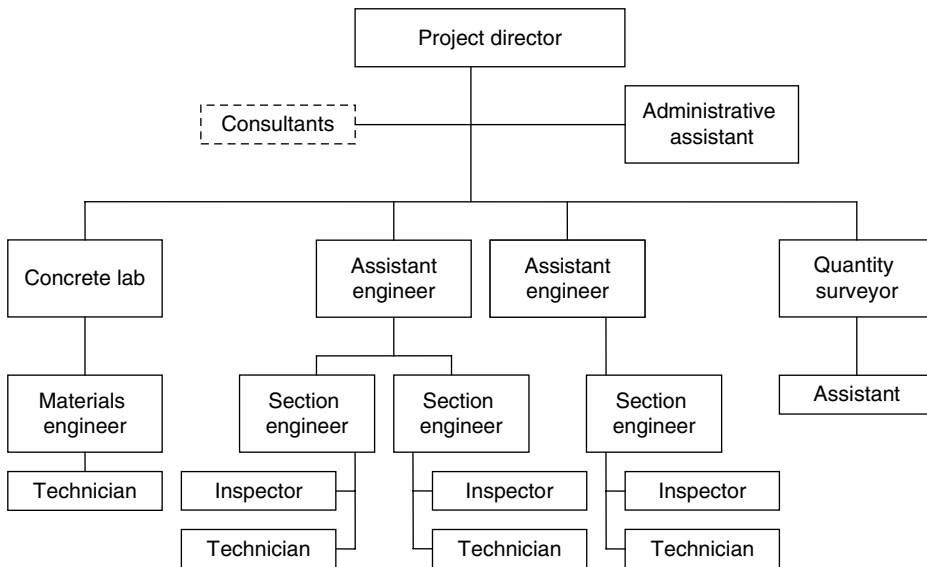 Project director
Consultants
Administrative
assistant
Concrete lab
Assistant
engineer
Assistant
engineer
Quantity
surveyor
Materials
engineer
Section
engineer
Section
engineer
Section
engineer
Assistant
Technician
Inspector
Inspector
Inspector
Technician
Technician
Technician